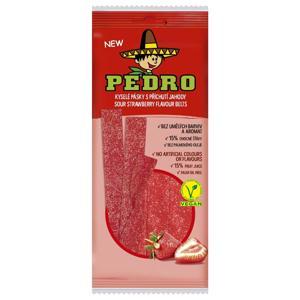 NEW
PEDRO
KYSELÉ PÁSKY S PŘÍCHUTÍ JAHODY
SOUR STRAWBERRY FLAVOUR BELTS
✓ BEZ UMĚLÝCH BARVIV
A AROMAT
✓ 15% OVOCNÉ ŠŤÁVY
✓ BEZ PALMOVÉHO OLEJE
✓ NO ARTIFICIAL COLOURS
OR FLAVOURS
✓ 15% FRUIT JUICE
✓ PALM OIL FREE
V
VEGAN